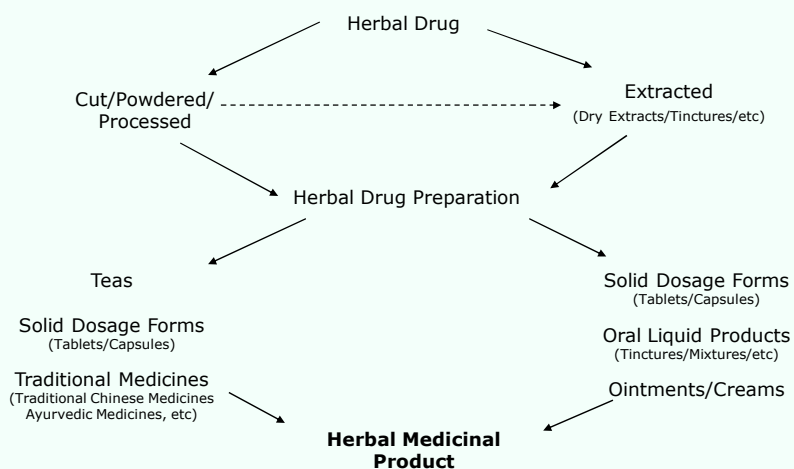 Herbal Drug
Cut/Powdered/
Processed
Extracted
(Dry Extracts/Tinctures/etc)
Herbal Drug Preparation
Teas
Solid Dosage Forms
(Tablets/Capsules)
Traditional Medicines
(Traditional Chinese Medicines
Ayurvedic Medicines, etc)
Solid Dosage Forms
(Tablets/Capsules)
Oral Liquid Products
(Tinctures/Mixtures/etc)
Ointments/Creams
Herbal Medicinal
Product